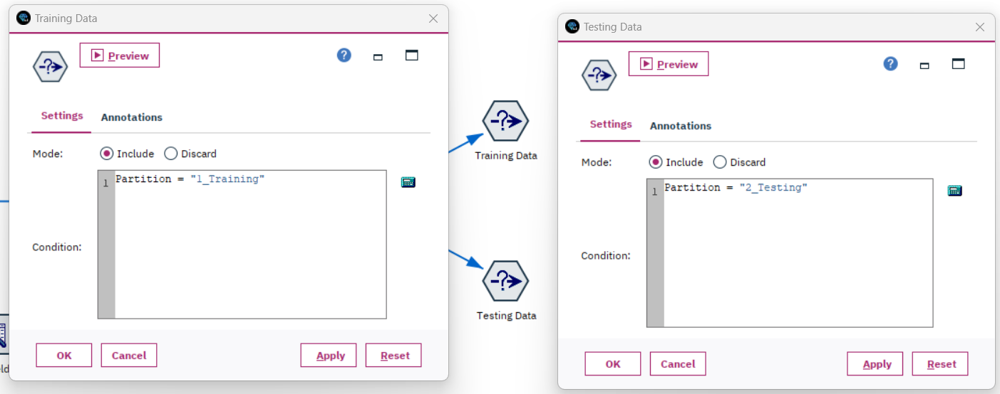 Training Data
Preview
?
Settings
Annotations
Mode:
Include
Discard
1
Partition = "1_Training"
Condition:
OK
Cancel
Apply
Reset
eld
Training Data
Testing Data
Testing Data
Preview
?
Settings
Annotations
Mode:
Include
Discard
1
Partition = "2_Testing"
Condition:
OK
Cancel
Apply
Reset